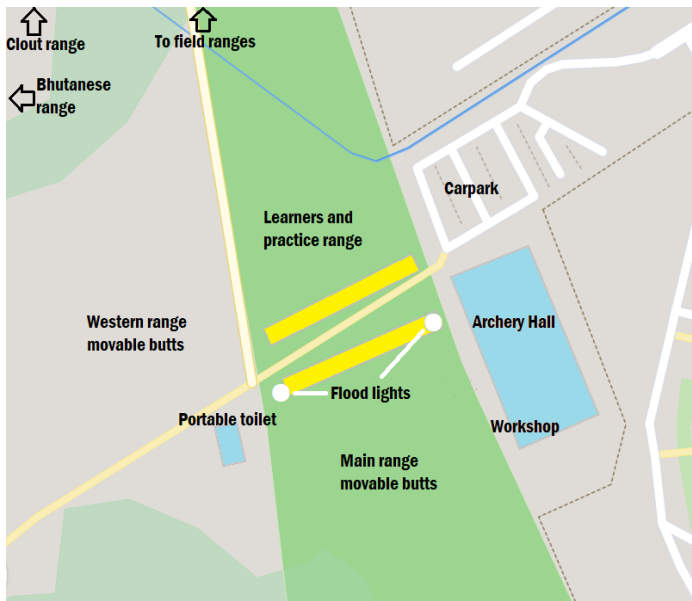 Clout range
To field ranges
Bhutanese
range
Carpark
Learners and
practice range
Western range
movable butts
Archery Hall
Flood lights
Portable toilet
Workshop
Main range
movable butts